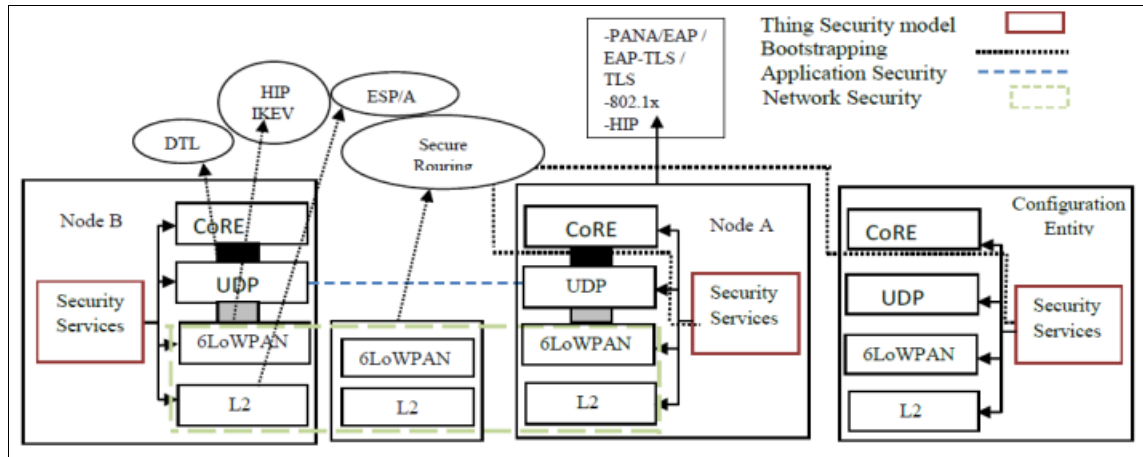 -PANA/EAP /
EAP-TLS /
TLS
-802.1x
-HIP
Thing Security model
Bootstrapping
Application Security
Network Security
HIP
IKEV
ESP/A
DTL
Secure
Rouring
Node B
CoRE
UDP
6LoWPAN
L2
Security
Services
6LoWPAN
L2
Node A
CoRE
UDP
6LoWPAN
L2
Security
Services
Configuration
Entity
CoRE
UDP
6LoWPAN
L2
Security
Services